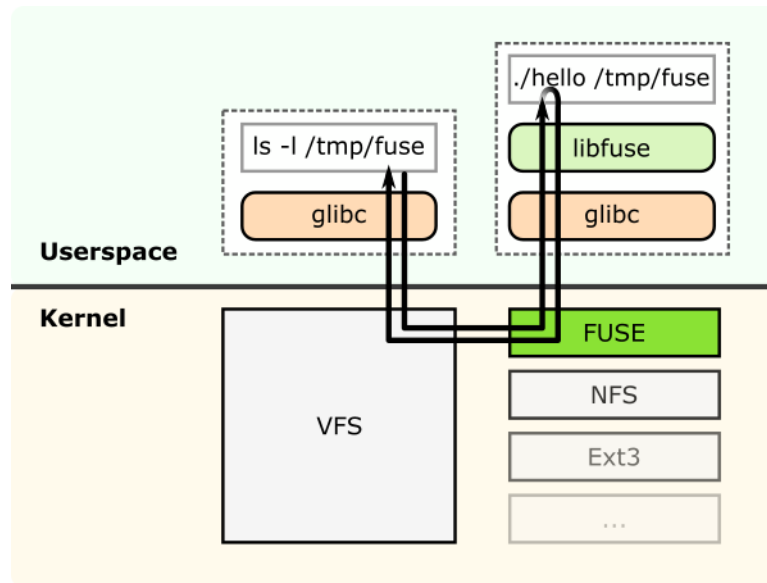 ./hello /tmp/fuse
ls -l /tmp/fuse
libfuse
glibc
glibc
Userspace
Kernel
FUSE
NFS
VFS
Ext3
...